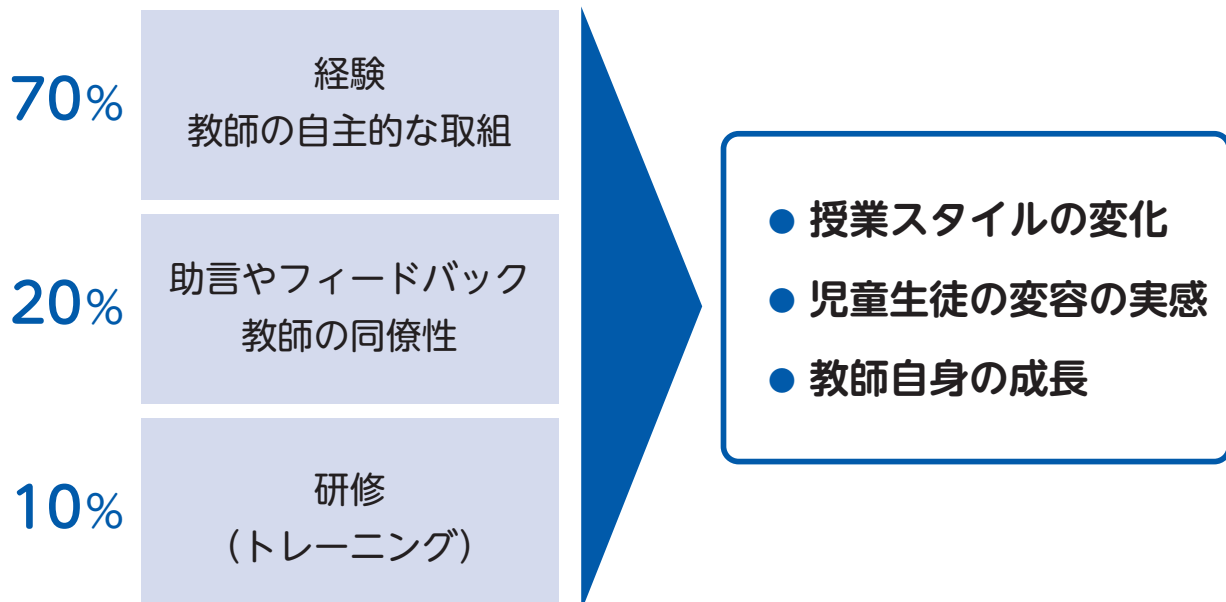 70%
経験
教師の自主的な取組
20%
助言やフィードバック
教師の同僚性
10%
研修
(トレーニング)
● 授業スタイルの変化
● 児童生徒の変容の実感
● 教師自身の成長